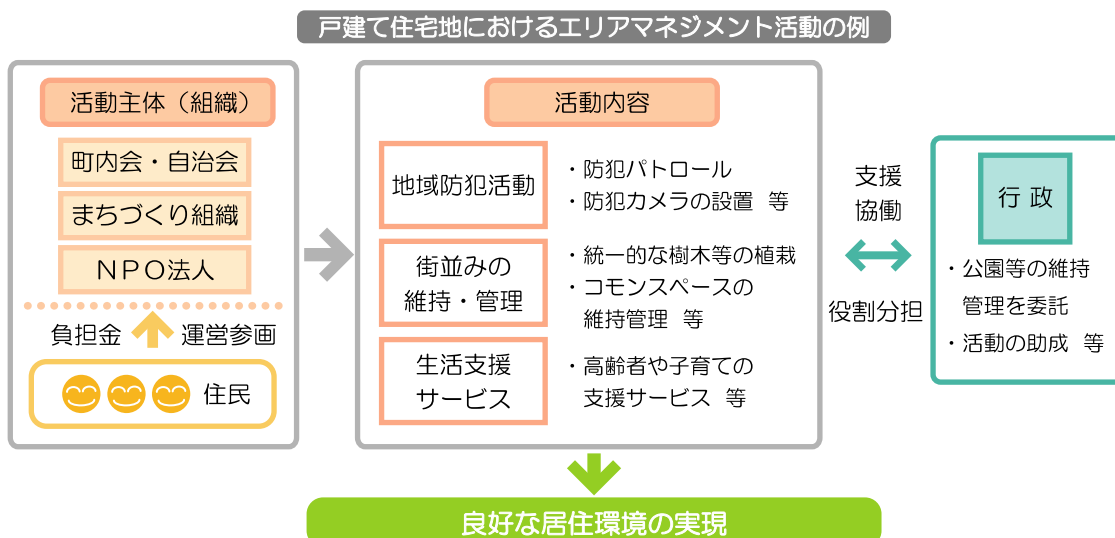 戸建て住宅地におけるエリアマネジメント活動の例
活動主体（組織）
町内会・自治会
まちづくり組織
ＮＰＯ法人
負担金
運営参画
住民
活動内容
地域防犯活動
・防犯パトロール
・防犯カメラの設置 等
街並みの
維持・管理
・統一的な樹木等の植栽
・コモンスペースの
維持管理 等
生活支援
サービス
・高齢者や子育ての
支援サービス 等
支援
協働
役割分担
行 政
・公園等の維持
管理を委託
・活動の助成 等
良好な居住環境の実現